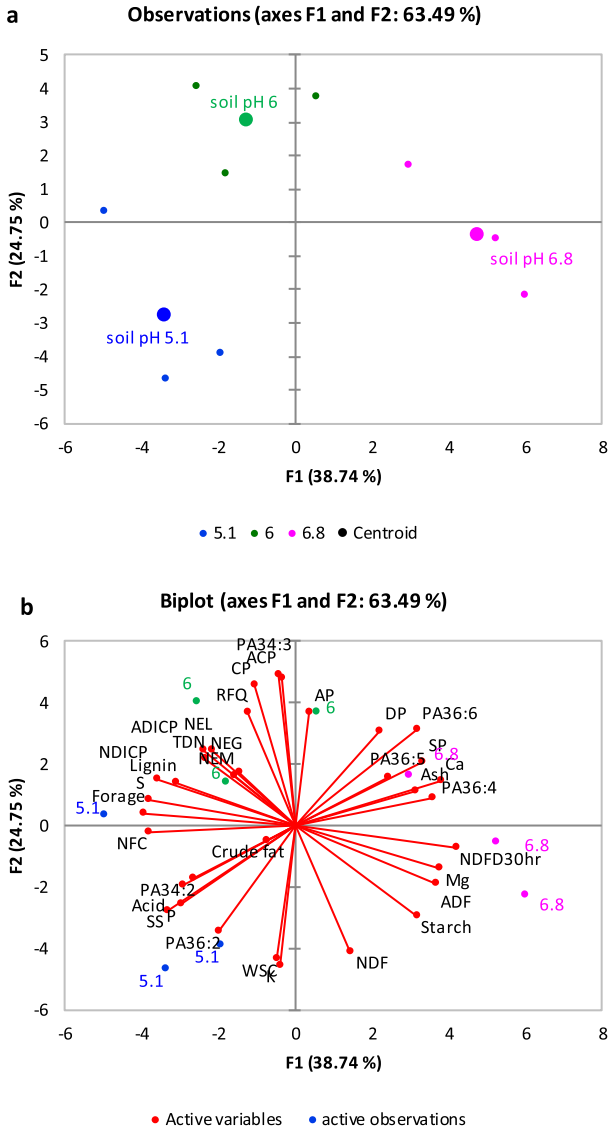 a
Observations (axes F1 and F2: 63.49 %)
5
4
3
2
1
0
-1
-2
-3
-4
-5
-6
F2 (24.75 %)
soil pH 6
soil pH 6.8
soil pH 5.1
-6 -4 -2 0 2 4 6 8
F1 (38.74 %)
5.1 6 6.8 Centroid
b
Biplot (axes F1 and F2: 63.49 %)
6
4
2
0
-2
-4
-6
F2 (24.75 %)
PA34:3
ACP
CP
6
RFQ
AP
6
DP
PA36:6
ADICP
NEL
TDN
NEG
NEM
SP
6.8
NDICP
Lignin
6
PA36:5
Ca
S
Ash
Forage
PA36:4
5.1
NFC
Crude fat
6.8
NDFD30hr
PA34:2
Mg
Acid
ADF
6.8
SS
P
Starch
PA36:2
5.1
5.1
WSC
K
NDF
-6 -4 -2 0 2 4 6 8
F1 (38.74 %)
Active variables active observations